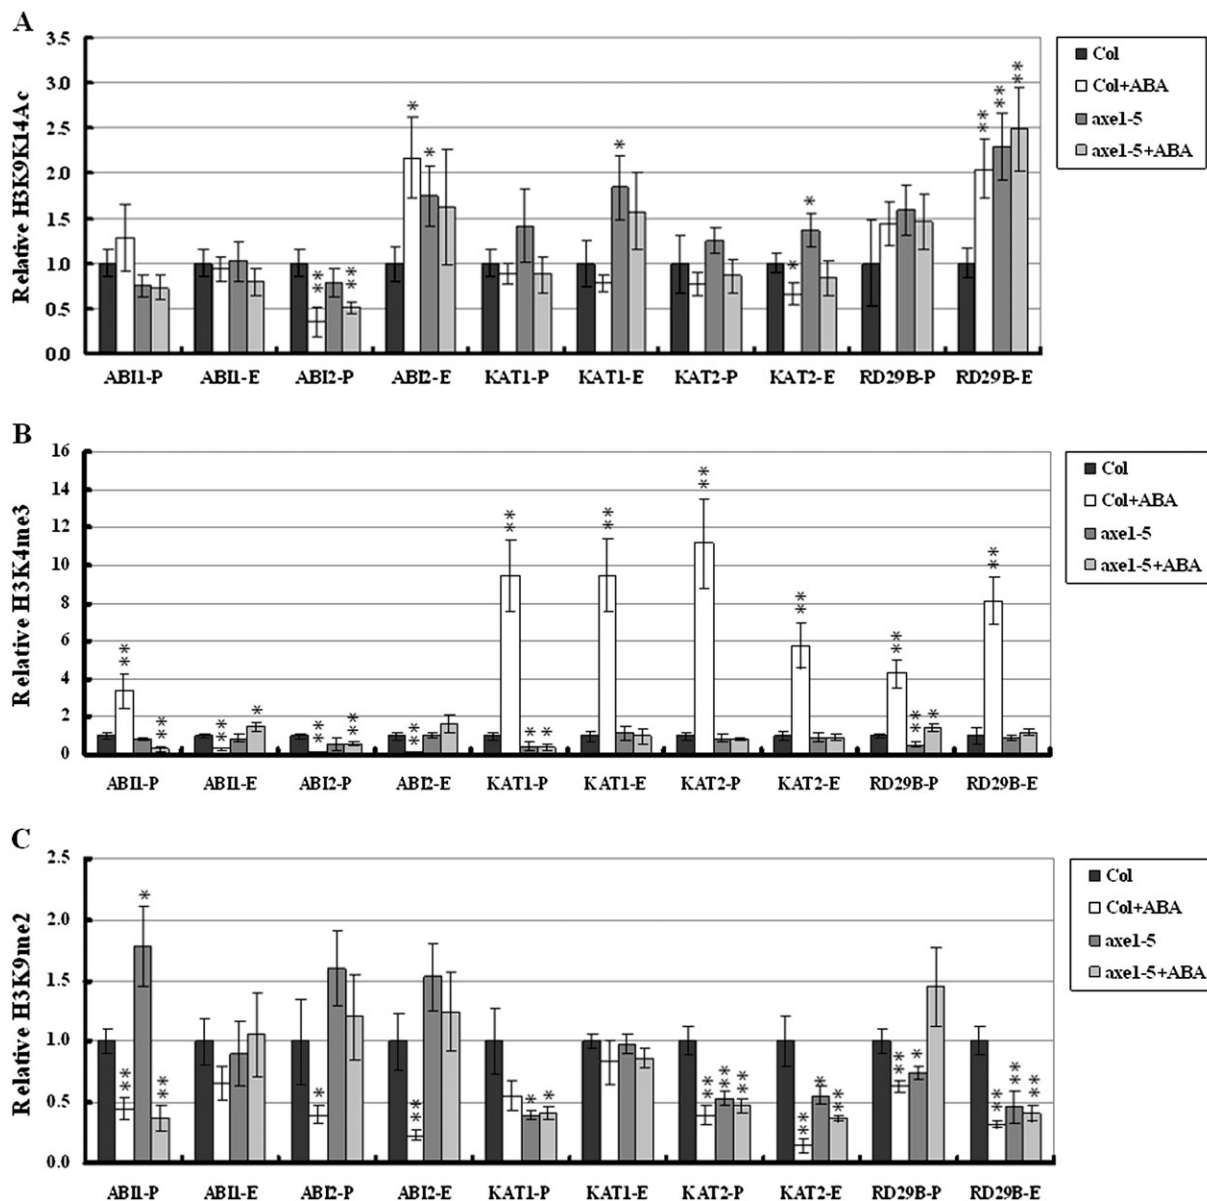 A
Relative H3K9K14Ac
3.5
3.0
2.5
2.0
1.5
1.0
0.5
0.0
* * ** ** * * * ** ** **
ABI1-P ABI1-E ABI2-P ABI2-E KAT1-P KAT1-E KAT2-P KAT2-E RD29B-P RD29B-E
Col
Col+ABA
axe1-5
axe1-5+ABA
B
Relative H3K4me3
16
14
12
10
8
6
4
2
0
** ** ** * ** ** ** ** * * ** ** ** ** ** * **
ABI1-P ABI1-E ABI2-P ABI2-E KAT1-P KAT1-E KAT2-P KAT2-E RD29B-P RD29B-E
Col
Col+ABA
axe1-5
axe1-5+ABA
C
Relative H3K9me2
2.5
2.0
1.5
1.0
0.5
0.0
** * ** * ** * * ** ** ** ** * ** ** * ** ** **
ABI1-P ABI1-E ABI2-P ABI2-E KAT1-P KAT1-E KAT2-P KAT2-E RD29B-P RD29B-E
Col
Col+ABA
axe1-5
axe1-5+ABA